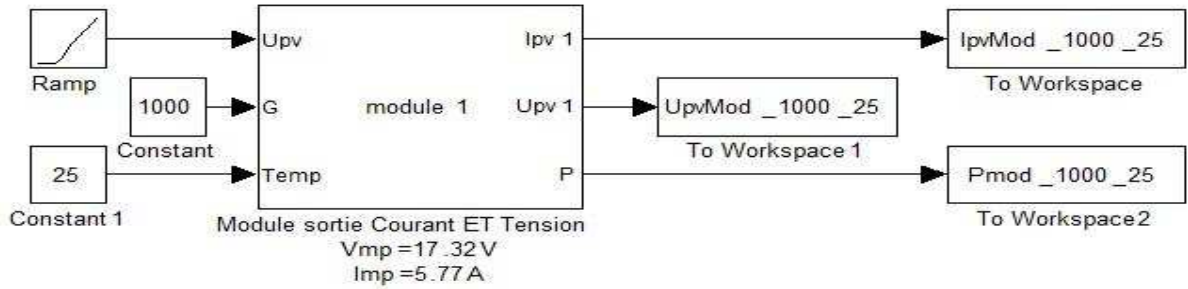 Upv
Ipv 1
IpvMod _1000 _25
Ramp
To Workspace
1000
G
module 1
Upv 1
UpvMod _1000 _25
Constant
To Workspace 1
25
Temp
P
Pmod _1000 _25
Constant 1
To Workspace2
Module sortie Courant ET Tension
Vmp =17 .32 V
Imp =5 .77 A